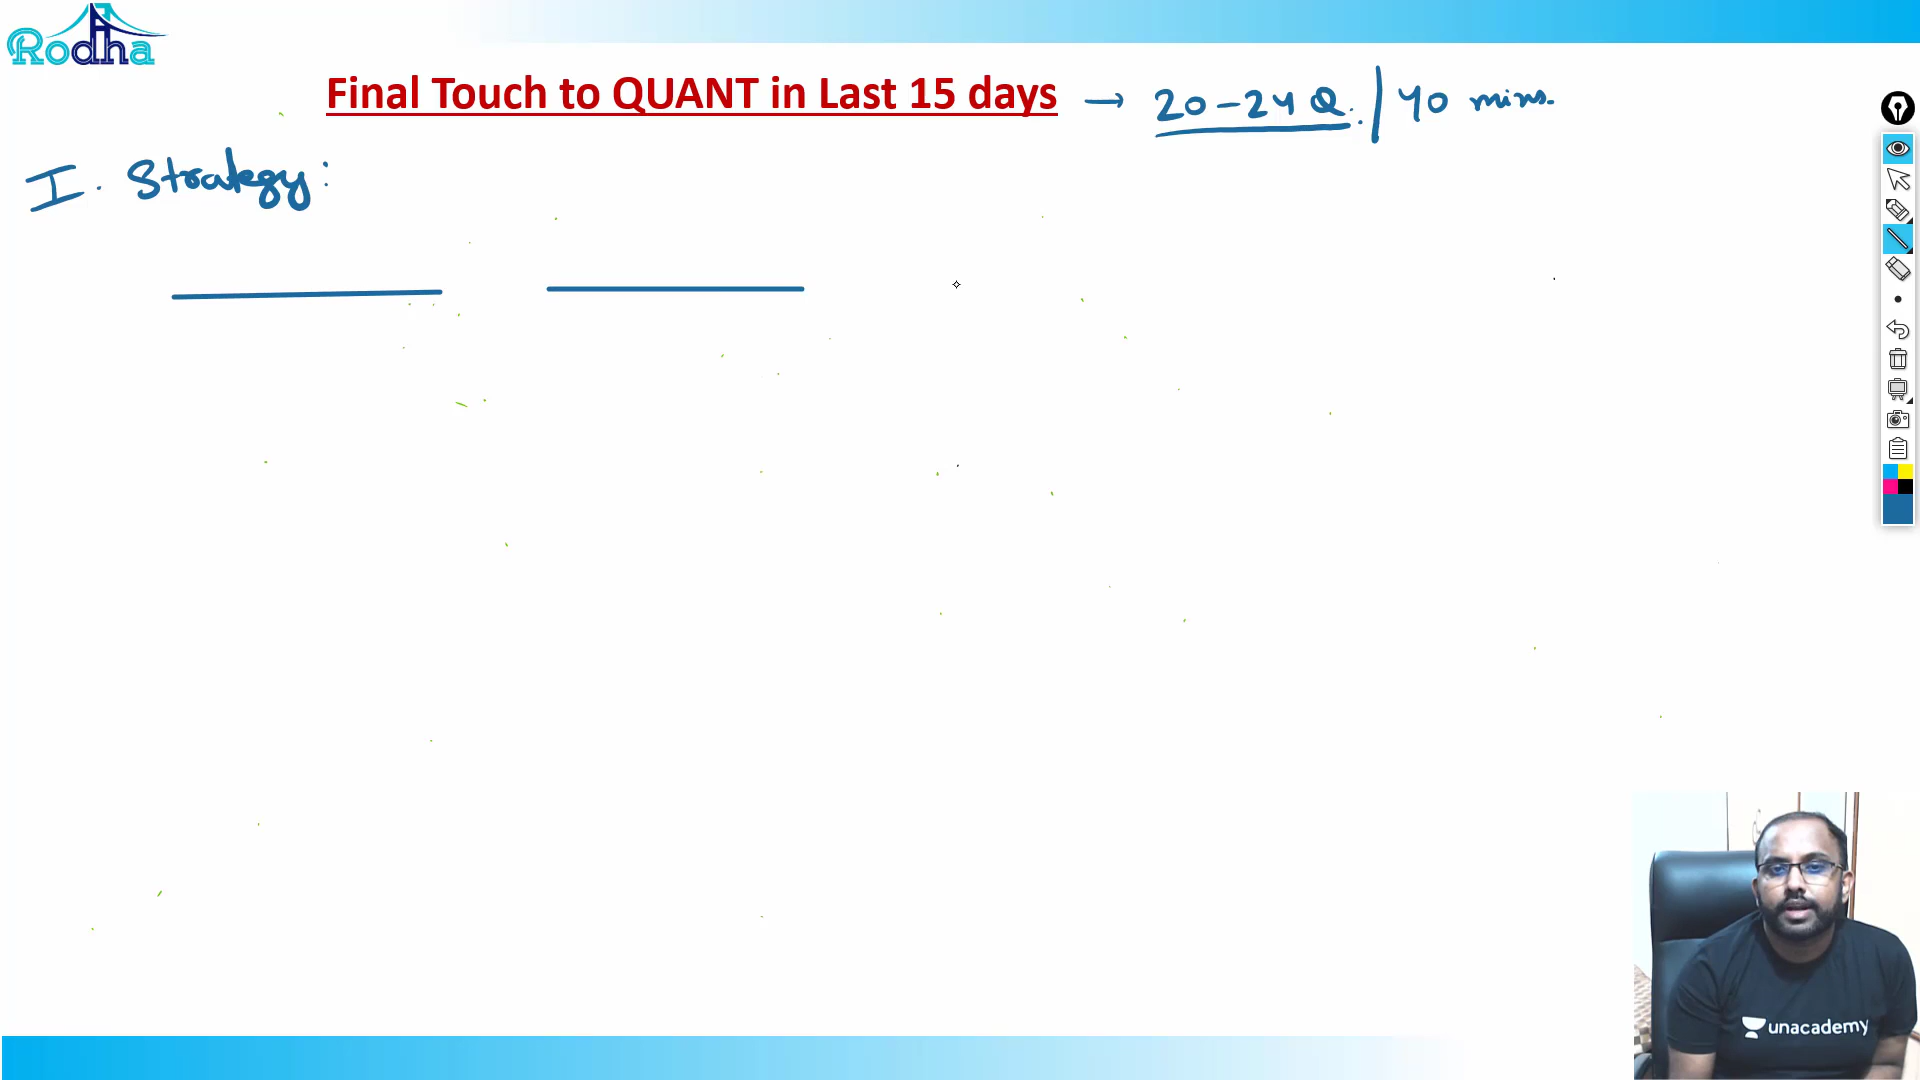 Rodha
Final Touch to QUANT in Last 15 days → 20-24 Q. | 40 mins.
I. Strategy:
unacademy